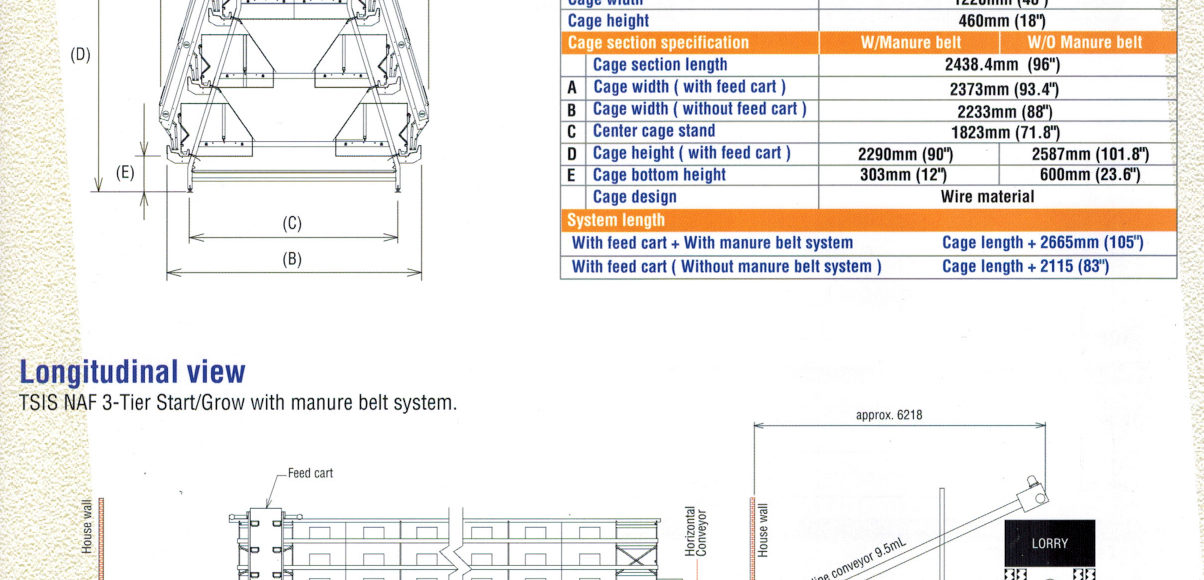 Cage width 1220mm (48")
Cage height 460mm (18")
Cage section specification W/Manure belt W/O Manure belt
Cage section length 2438.4mm (96")
A Cage width ( with feed cart ) 2373mm (93.4")
B Cage width ( without feed cart ) 2233mm (88")
C Center cage stand 1823mm (71.8")
D Cage height ( with feed cart ) 2290mm (90") 2587mm (101.8")
E Cage bottom height 303mm (12") 600mm (23.6")
Cage design Wire material
System length
With feed cart + With manure belt system Cage length + 2665mm (105")
With feed cart ( Without manure belt system ) Cage length + 2115 (83")
(D)
(E)
(C)
(B)
Longitudinal view
TSIS NAF 3-Tier Start/Grow with manure belt system.
approx. 6218
Feed cart
House wall
Horizontal
Conveyor
House wall
conveyor 9.5mL
LORRY